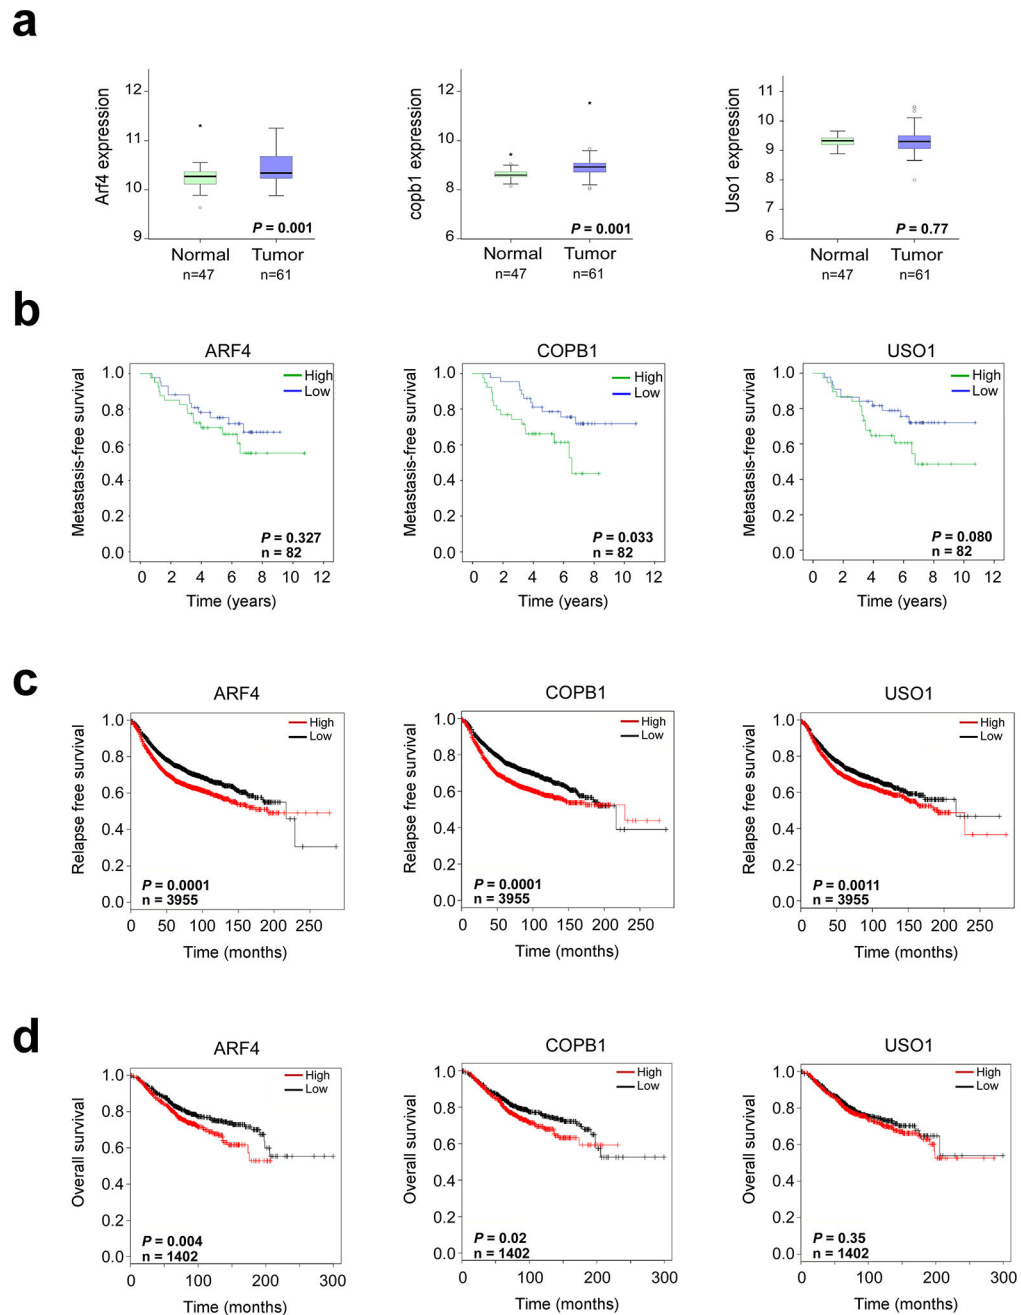 a
12
11
10
9
Arf4 expression
P = 0.001
Normal
Tumor
n=47
n=61
12
10
8
6
copb1 expression
P = 0.001
Normal
Tumor
n=47
n=61
11
10
9
8
7
6
Uso1 expression
P = 0.77
Normal
Tumor
n=47
n=61
b
ARF4
1.0
0.8
0.6
0.4
0.2
0.0
Metastasis-free survival
High
Low
P = 0.327
n = 82
0 2 4 6 8 10 12
Time (years)
COPB1
1.0
0.8
0.6
0.4
0.2
0.0
Metastasis-free survival
High
Low
P = 0.033
n = 82
0 2 4 6 8 10 12
Time (years)
USO1
1.0
0.8
0.6
0.4
0.2
0.0
Metastasis-free survival
High
Low
P = 0.080
n = 82
0 2 4 6 8 10 12
Time (years)
c
ARF4
1.0
0.8
0.6
0.4
0.2
0.0
Relapse free survival
High
Low
P = 0.0001
n = 3955
0 50 100 150 200 250
Time (months)
COPB1
1.0
0.8
0.6
0.4
0.2
0.0
Relapse free survival
High
Low
P = 0.0001
n = 3955
0 50 100 150 200 250
Time (months)
USO1
1.0
0.8
0.6
0.4
0.2
0.0
Relapse free survival
High
Low
P = 0.0011
n = 3955
0 50 100 150 200 250
Time (months)
d
ARF4
1.0
0.8
0.6
0.4
0.2
0.0
Overall survival
High
Low
P = 0.004
n = 1402
0 100 200 300
Time (months)
COPB1
1.0
0.8
0.6
0.4
0.2
0.0
Overall survival
High
Low
P = 0.02
n = 1402
0 100 200 300
Time (months)
USO1
1.0
0.8
0.6
0.4
0.2
0.0
Overall survival
High
Low
P = 0.35
n = 1402
0 100 200 300
Time (months)